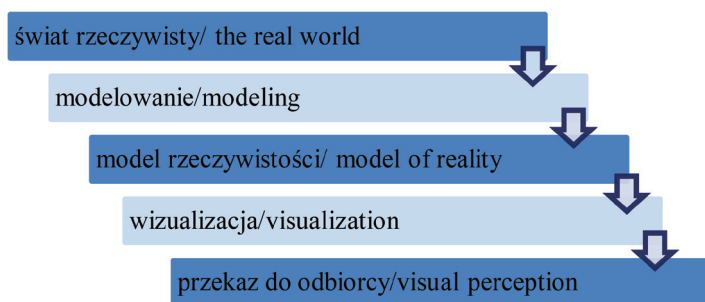 świat rzeczywisty/ the real world
modelowanie/modeling
model rzeczywistości/ model of reality
wizualizacja/visualization
przekaz do odbiorcy/visual perception